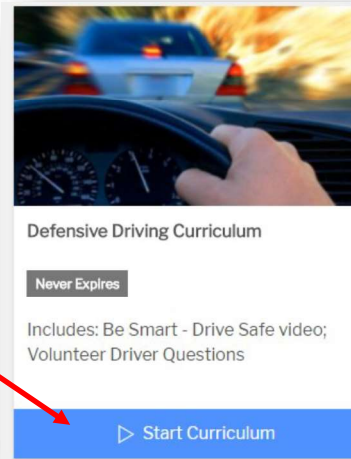 Defensive Driving Curriculum
Never Expires
Includes: Be Smart - Drive Safe video;
Volunteer Driver Questions
Start Curriculum